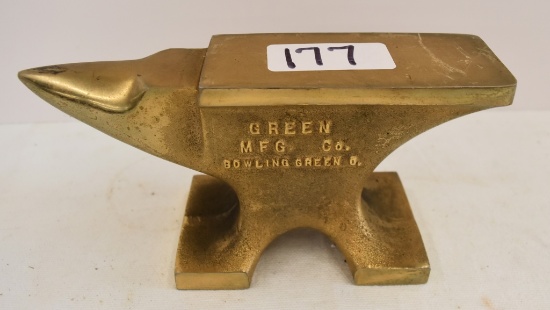 177
GREEN
MFG Co.
BOWLING GREEN O.